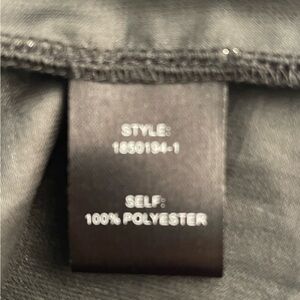 STYLE:
1850194-1
SELF:
100% POLYESTER